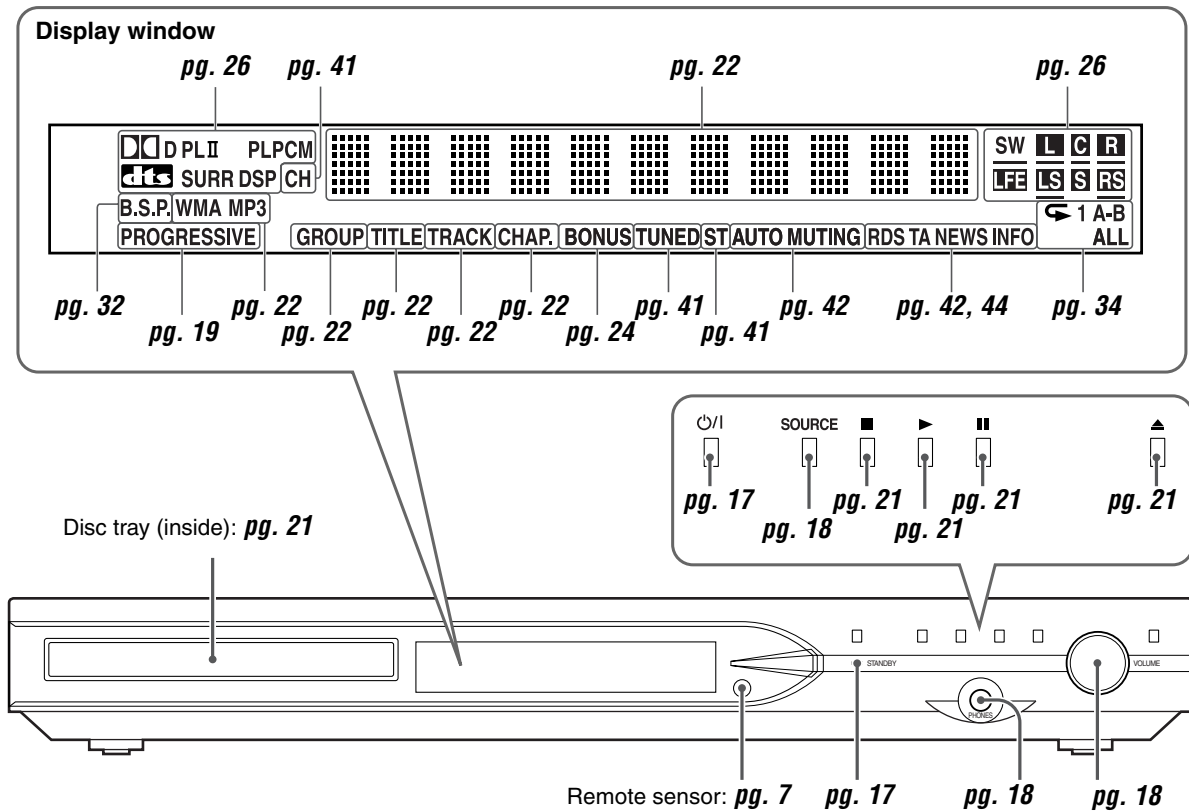 Display window
pg. 26 pg. 41 pg. 22 pg. 26
D PL II PLPCM SW L C R
dts SURR DSP CH LFE LS S RS
B.S.P. WMA MP3 1 A-B
PROGRESSIVE GROUP TITLE TRACK CHAP. BONUS TUNED ST AUTO MUTING RDS TA NEWS INFO ALL
pg. 32 pg. 22 pg. 22 pg. 22 pg. 41 pg. 42 pg. 42, 44 pg. 34
pg. 19 pg. 22 pg. 22 pg. 24 pg. 41
⏻/I SOURCE ■ ► ▮▮ ▲
pg. 17 pg. 21 pg. 21 pg. 21
pg. 18 pg. 21
Disc tray (inside): pg. 21
STANDBY VOLUME
PHONES
Remote sensor: pg. 7 pg. 17 pg. 18 pg. 18